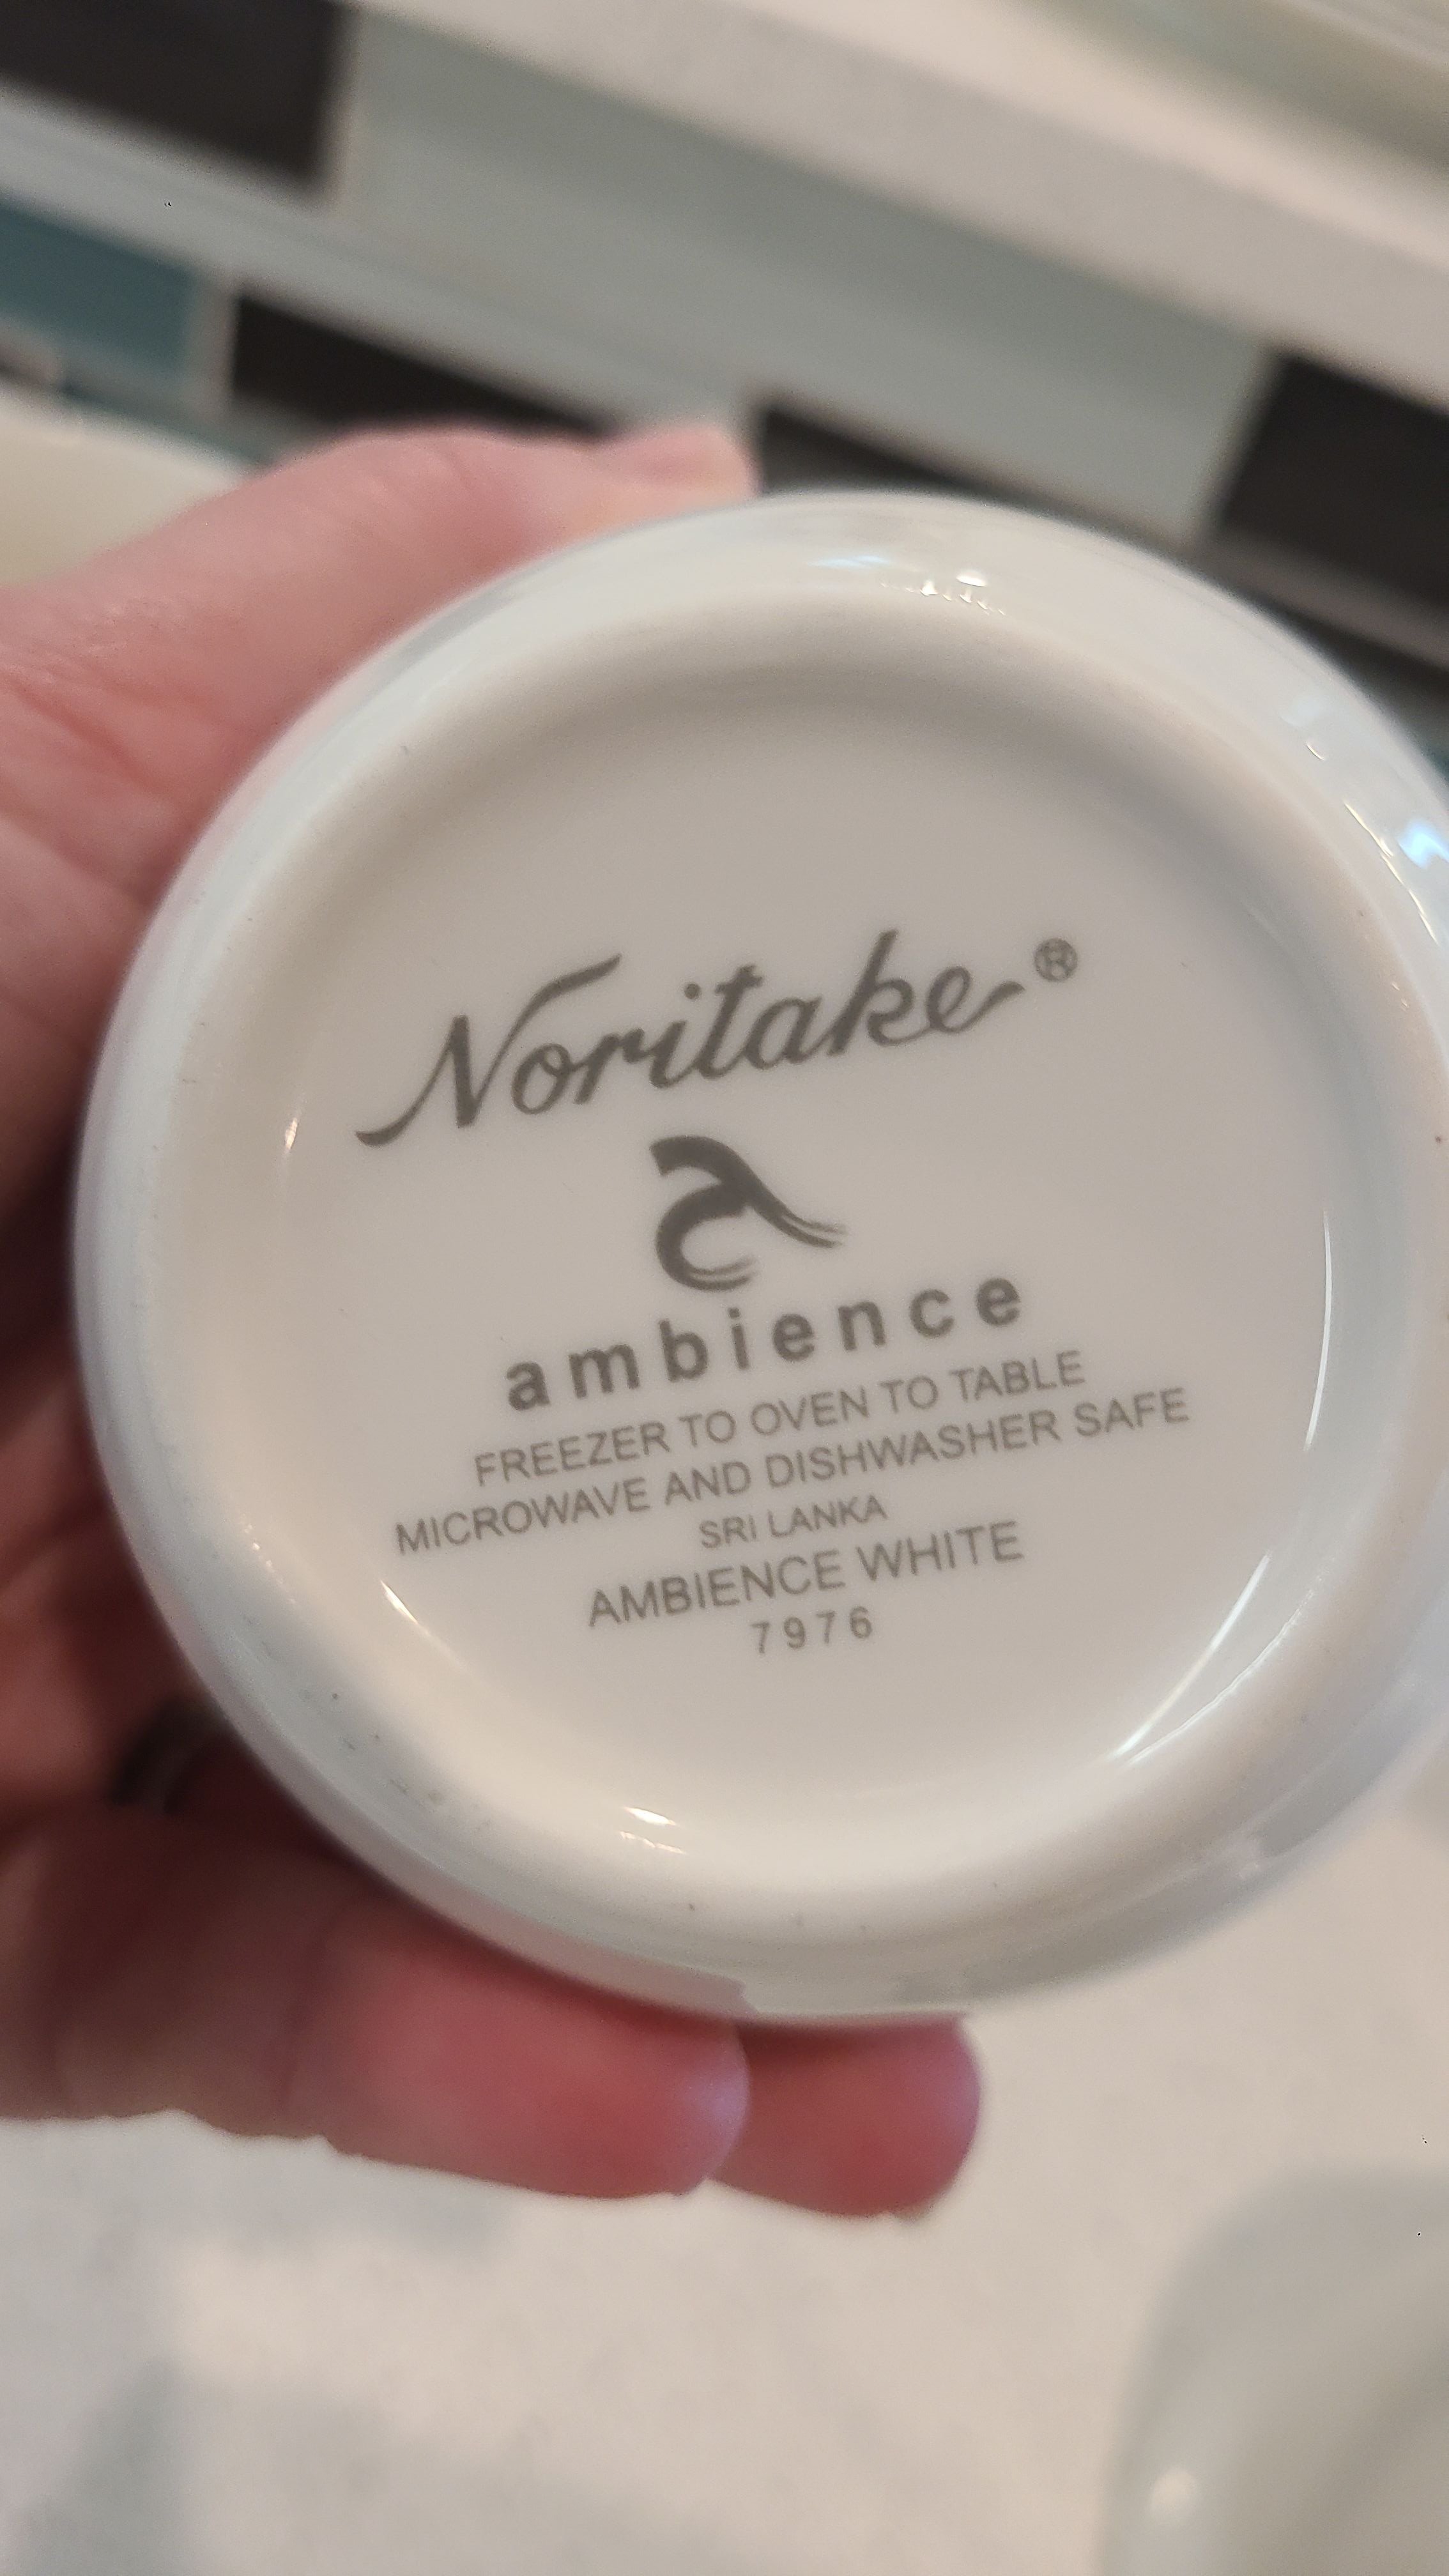 Noritake®
a
ambience
FREEZER TO OVEN TO TABLE
MICROWAVE AND DISHWASHER SAFE
SRI LANKA
AMBIENCE WHITE
7976